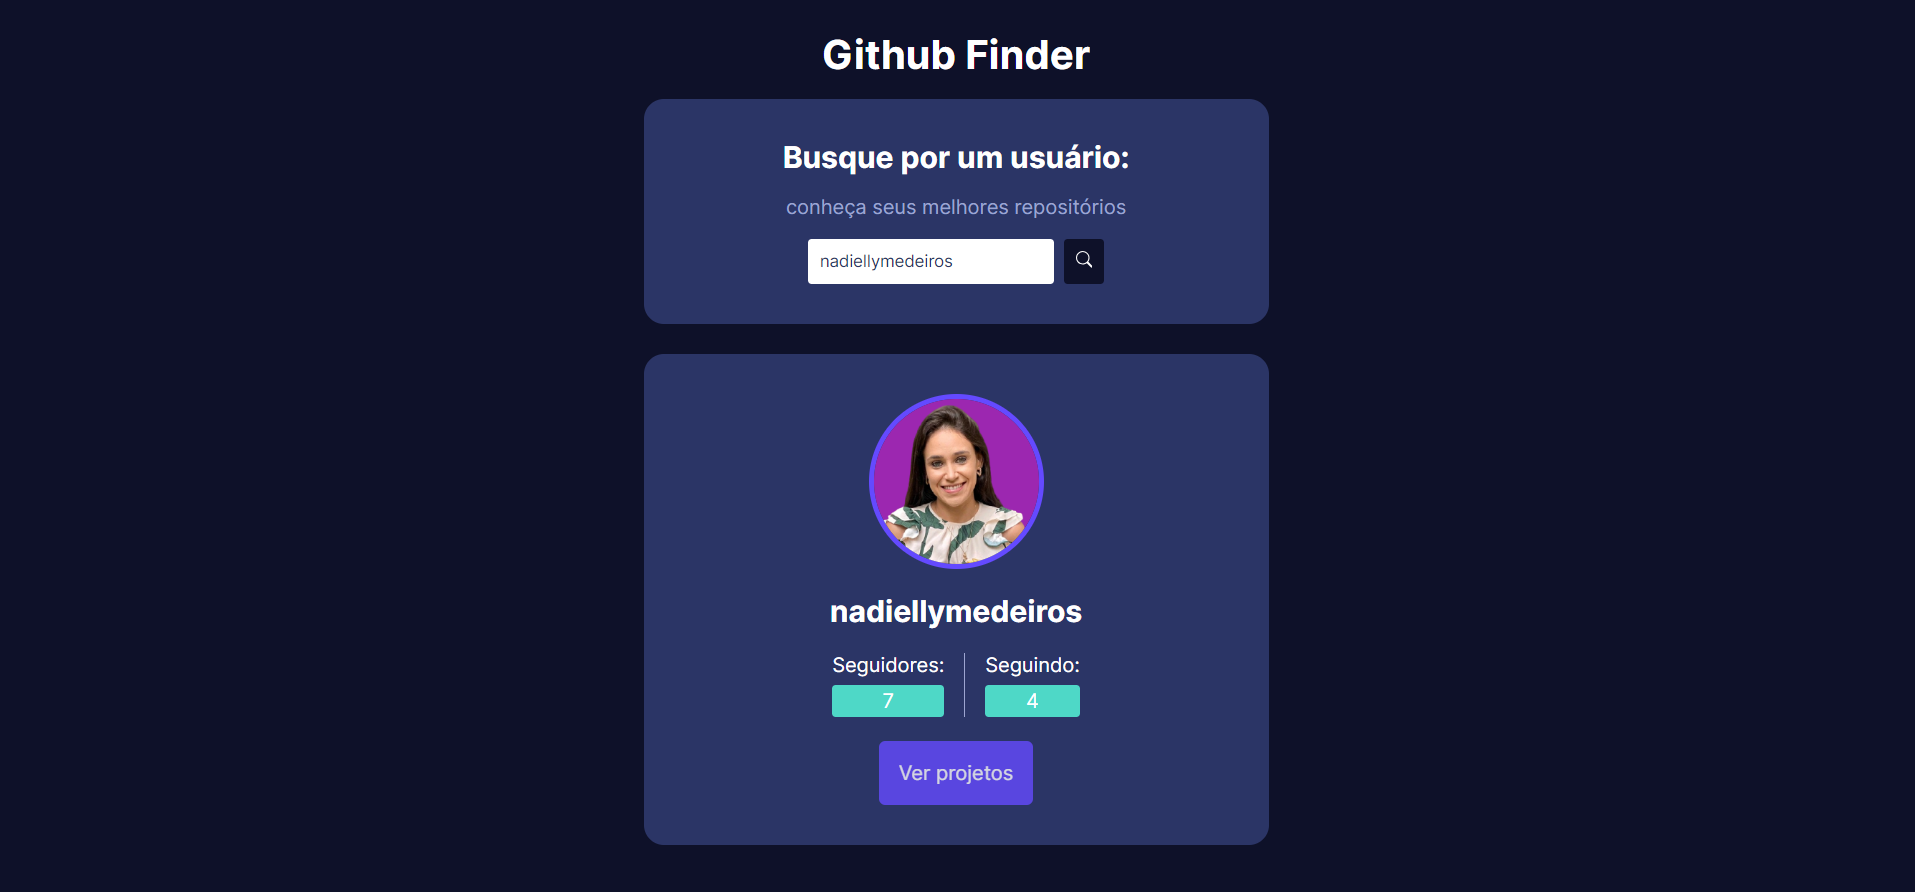 Github Finder
Busque por um usuário:
conheça seus melhores repositórios
nadiellymedeiros
nadiellymedeiros
Seguidores: Seguindo:
7 4
Ver projetos